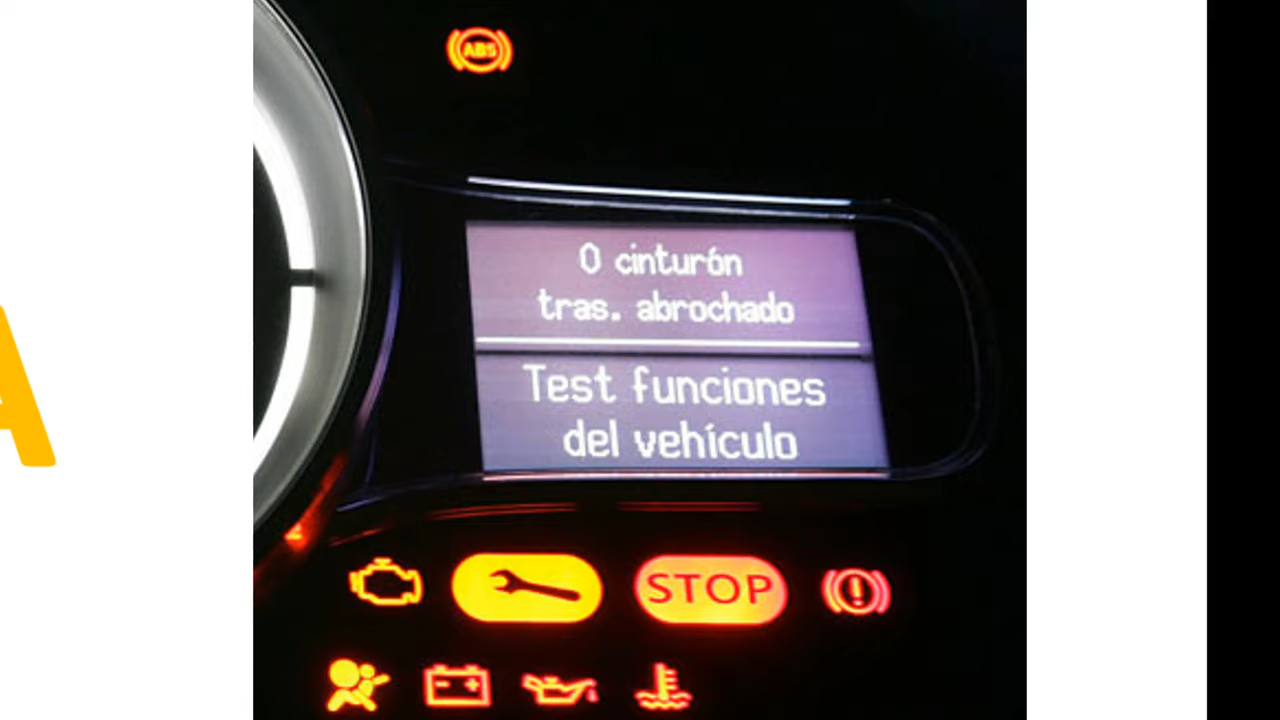 A
ABS
0 cinturón
tras. abrochado
Test funciones
del vehículo
STOP